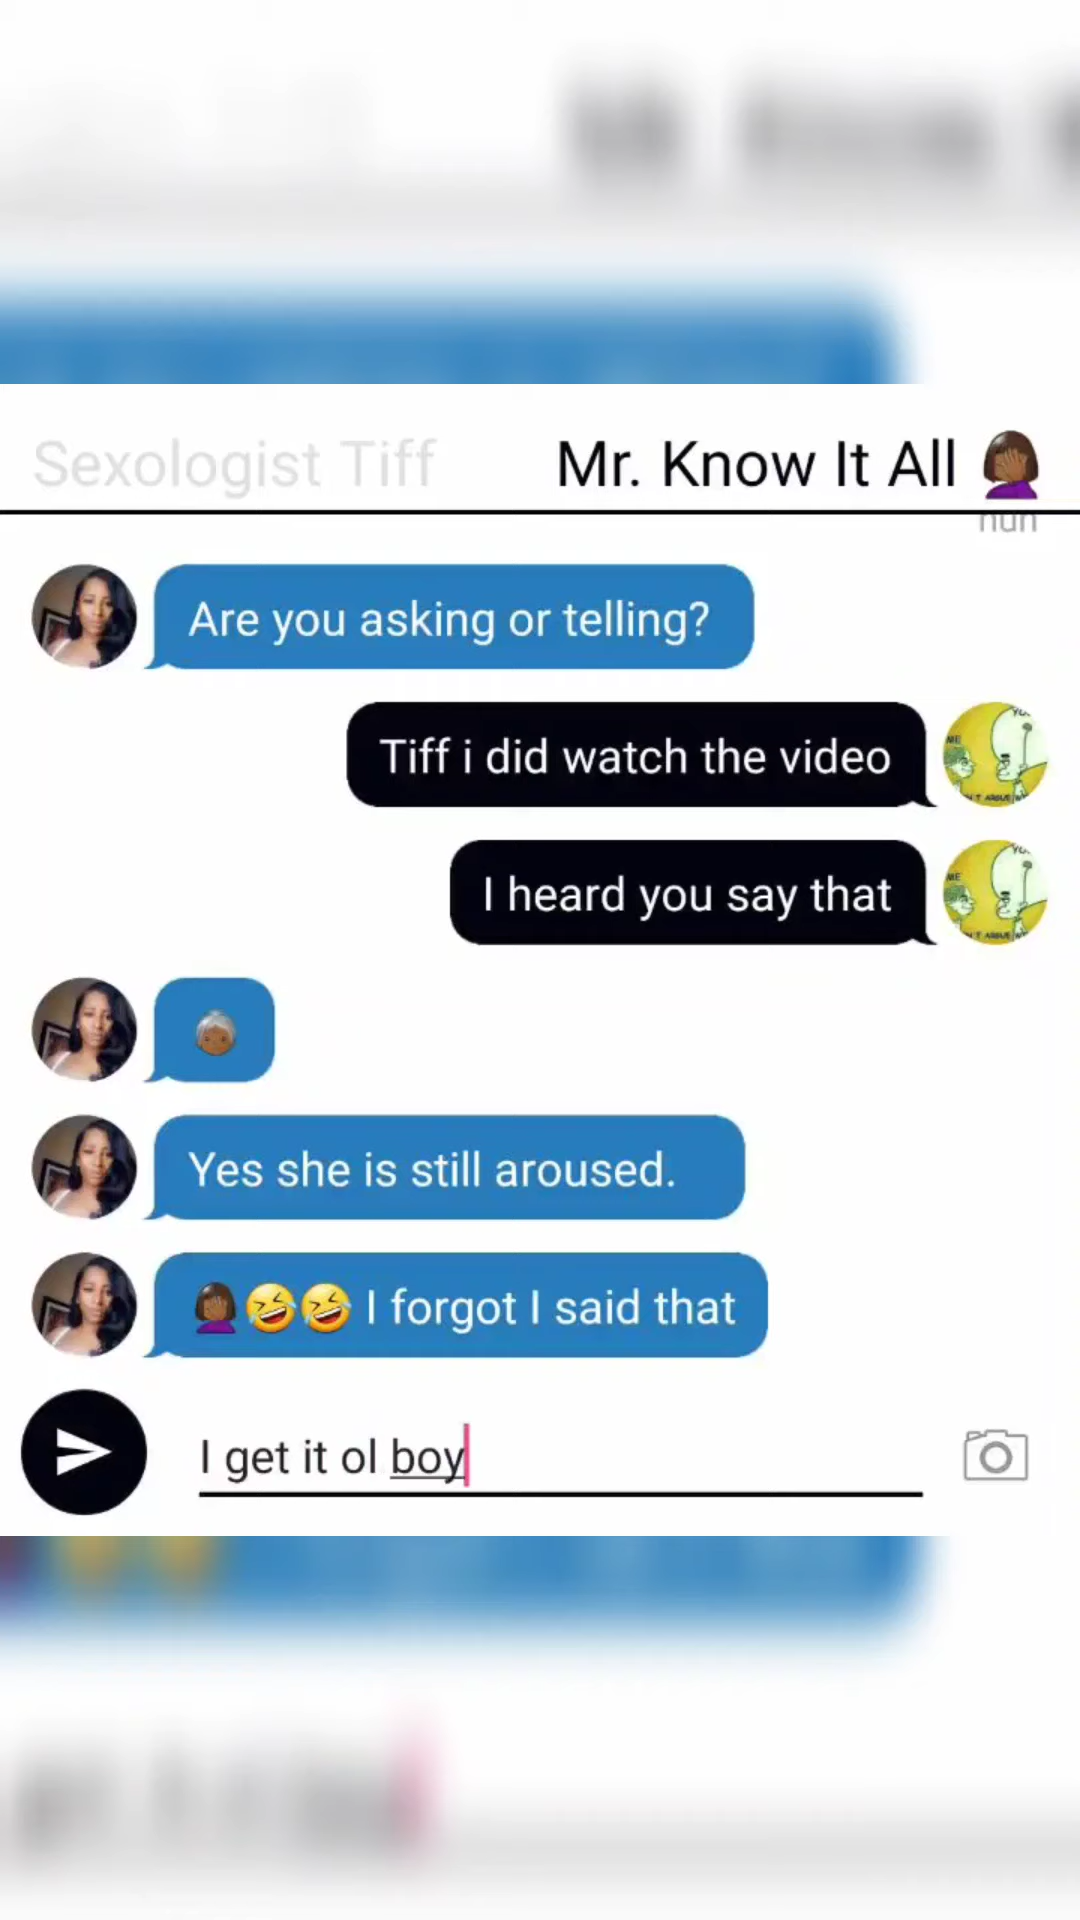 Sexologist Tiff
Mr. Know It All 🤦🏾‍♀️
huh
Are you asking or telling?
Tiff i did watch the video
I heard you say that
👵🏾
Yes she is still aroused.
🤦🏾‍♀️🤣🤣 I forgot I said that
I get it ol boy